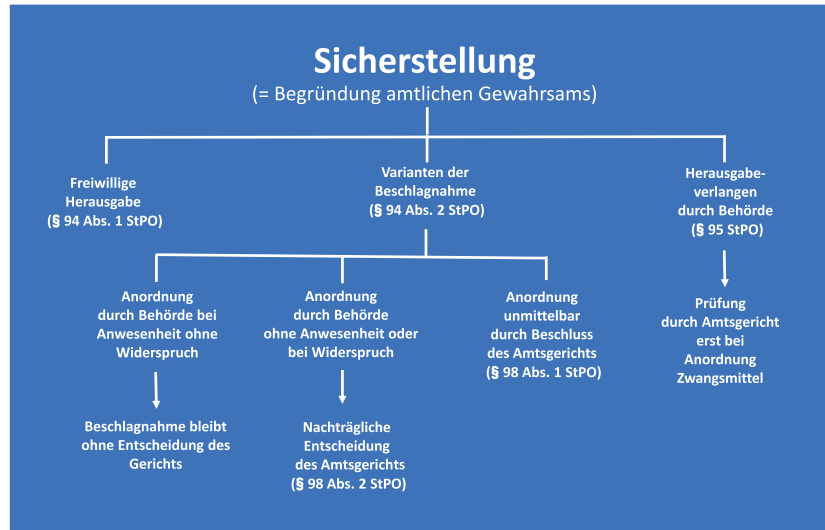 Sicherstellung
(= Begründung amtlichen Gewahrsams)
Freiwillige
Herausgabe
(§ 94 Abs. 1 StPO)
Varianten der
Beschlagnahme
(§ 94 Abs. 2 StPO)
Herausgabe-
verlangen
durch Behörde
(§ 95 StPO)
Anordnung
durch Behörde bei
Anwesenheit ohne
Widerspruch
Anordnung
durch Behörde
ohne Anwesenheit oder
bei Widerspruch
Anordnung
unmittelbar
durch Beschluss
des Amtsgerichts
(§ 98 Abs. 1 StPO)
Prüfung
durch Amtsgericht
erst bei
Anordnung
Zwangsmittel
Beschlagnahme bleibt
ohne Entscheidung des
Gerichts
Nachträgliche
Entscheidung
des Amtsgerichts
(§ 98 Abs. 2 StPO)